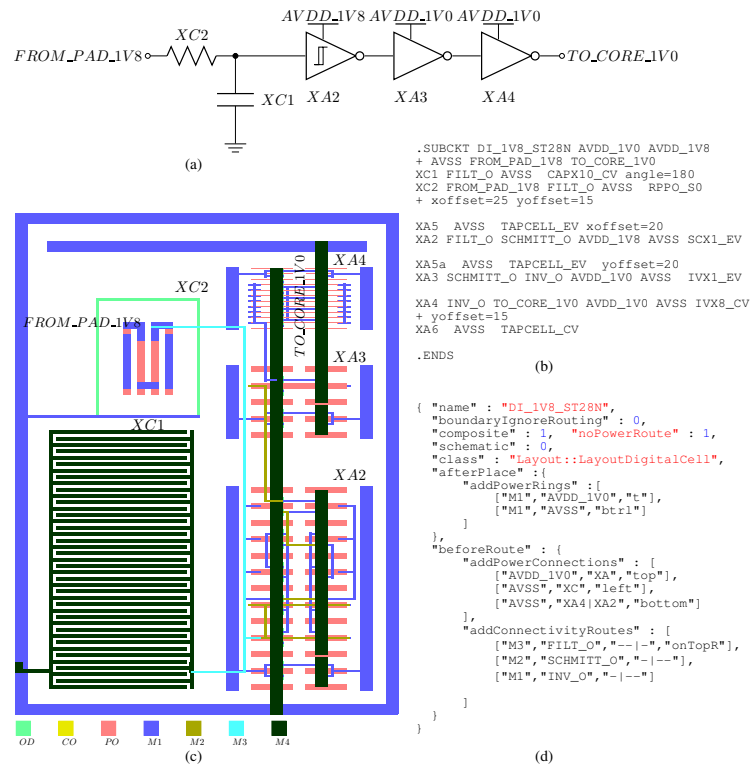 AVDD_1V8 AVDD_1V0 AVDD_1V0
XC2
FROM_PAD_1V8 TO_CORE_1V0
XC1 XA2 XA3 XA4
(a)
.SUBCKT DI_1V8_ST28N AVDD_1V0 AVDD_1V8
+ AVSS FROM_PAD_1V8 TO_CORE_1V0
XC1 FILT_O AVSS CAPX10_CV angle=180
XC2 FROM_PAD_1V8 FILT_O AVSS RPPO_S0
+ xoffset=25 yoffset=15
XA5 AVSS TAPCELL_EV xoffset=20
XA2 FILT_O SCHMITT_O AVDD_1V8 AVSS SCX1_EV
XA5a AVSS TAPCELL_EV yoffset=20
XA3 SCHMITT_O INV_O AVDD_1V0 AVSS IVX1_EV
XA4 INV_O TO_CORE_1V0 AVDD_1V0 AVSS IVX8_CV
+ yoffset=15
XA6 AVSS TAPCELL_CV
.ENDS
(b)
XA4
XC2
TO_CORE_1V0
FROM_PAD_1V8
XA3
XC1
XA2
OD CO PO M1 M2 M3 M4
(c)
{ "name" : "DI_1V8_ST28N",
"boundaryIgnoreRouting" : 0,
"composite" : 1, "noPowerRoute" : 1,
"schematic" : 0,
"class" : "Layout::LayoutDigitalCell",
"afterPlace" :{
"addPowerRings" :[
["M1","AVDD_1V0","t"],
["M1","AVSS","btrl"]
]
},
"beforeRoute" : {
"addPowerConnections" : [
["AVDD_1V0","XA","top"],
["AVSS","XC","left"],
["AVSS","XA4|XA2","bottom"]
],
"addConnectivityRoutes" : [
["M3","FILT_O","--|-","onTopR"],
["M2","SCHMITT_O","-|--"],
["M1","INV_O","-|--"]
]
}
}
(d)